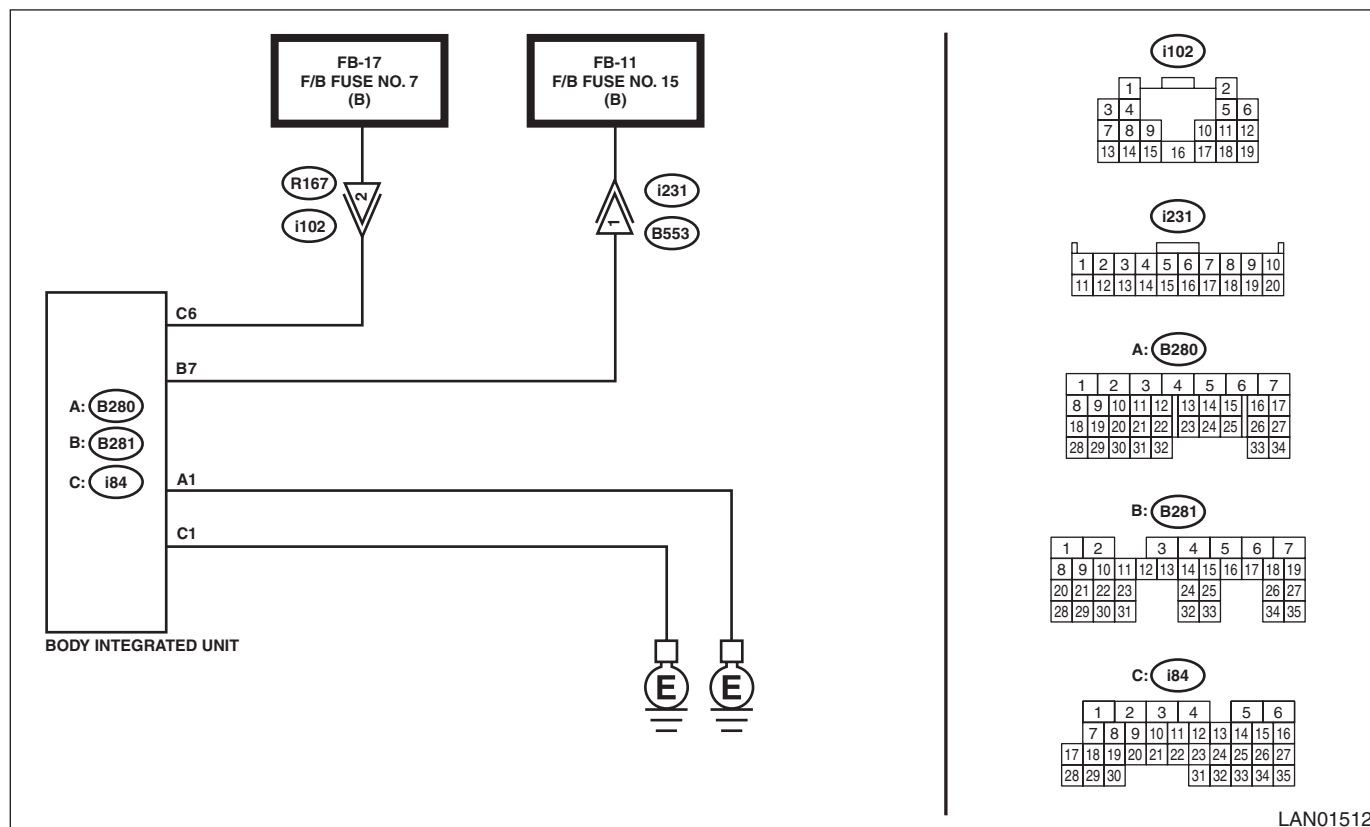 FB-17
F/B FUSE NO. 7
(B)
FB-11
F/B FUSE NO. 15
(B)
R167
2
i102
i231
1
B553
C6
B7
A: B280
B: B281
C: i84
A1
C1
BODY INTEGRATED UNIT
E E
i102
1 2
3 4 5 6
7 8 9 10 11 12
13 14 15 16 17 18 19
i231
1 2 3 4 5 6 7 8 9 10
11 12 13 14 15 16 17 18 19 20
A: B280
1 2 3 4 5 6 7
8 9 10 11 12 13 14 15 16 17
18 19 20 21 22 23 24 25 26 27
28 29 30 31 32 33 34
B: B281
1 2 3 4 5 6 7
8 9 10 11 12 13 14 15 16 17 18 19
20 21 22 23 24 25 26 27
28 29 30 31 32 33 34 35
C: i84
1 2 3 4 5 6
7 8 9 10 11 12 13 14 15 16
17 18 19 20 21 22 23 24 25 26 27
28 29 30 31 32 33 34 35
LAN01512